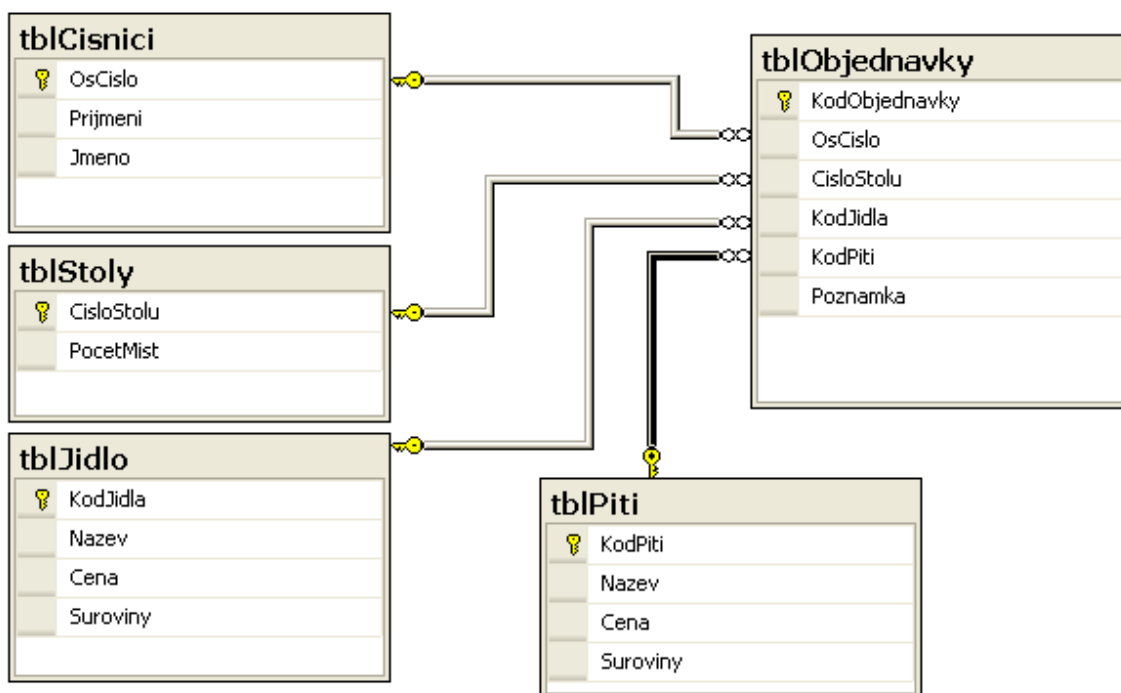 tblCisnici
OsCislo
Prijmeni
Jmeno
tblStoly
CisloStolu
PocetMist
tblJidlo
KodJidla
Nazev
Cena
Suroviny
tblObjednavky
KodObjednavky
OsCislo
CisloStolu
KodJidla
KodPiti
Poznamka
tblPiti
KodPiti
Nazev
Cena
Suroviny